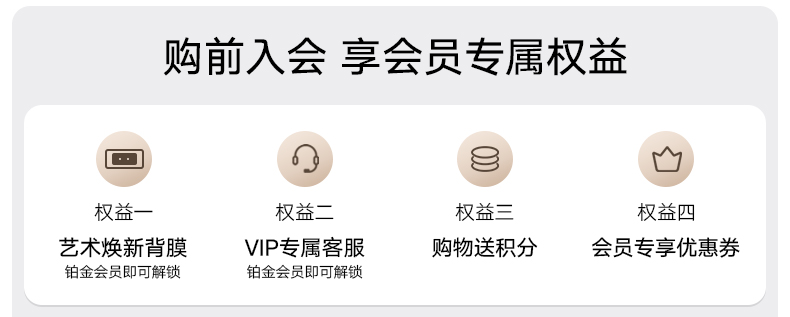 购前入会 享会员专属权益
权益一
权益二
权益三
权益四
艺术焕新背膜
VIP专属客服
购物送积分
会员专享优惠券
铂金会员即可解锁
铂金会员即可解锁